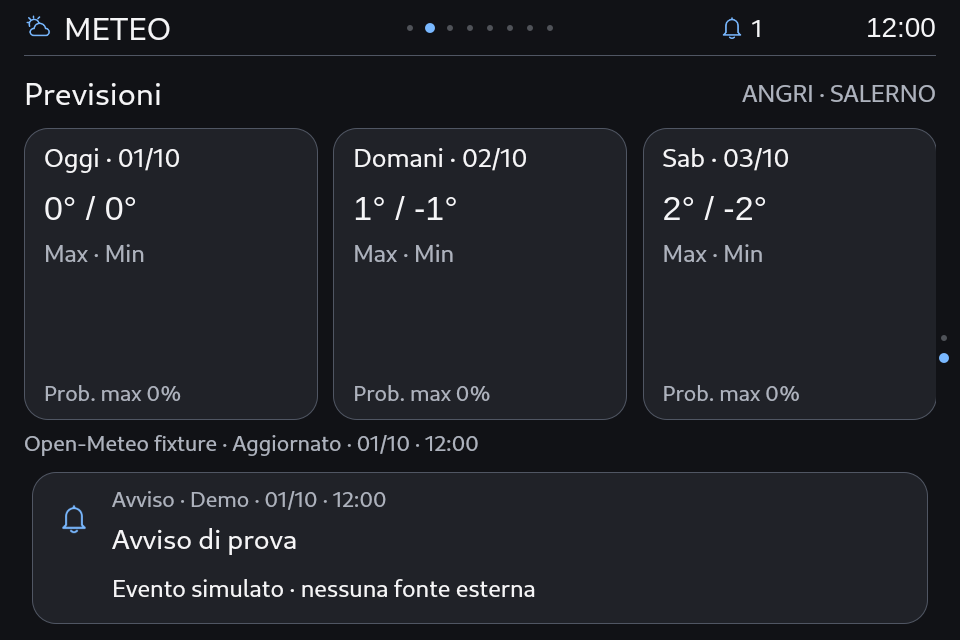 METEO
1
12:00
Previsioni
ANGRI · SALERNO
Oggi · 01/10
0° / 0°
Max · Min
Prob. max 0%
Domani · 02/10
1° / -1°
Max · Min
Prob. max 0%
Sab · 03/10
2° / -2°
Max · Min
Prob. max 0%
Open-Meteo fixture · Aggiornato · 01/10 · 12:00
Avviso · Demo · 01/10 · 12:00
Avviso di prova
Evento simulato · nessuna fonte esterna